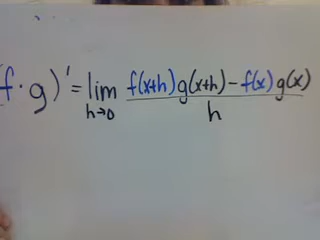 f·g)' = lim h→0 f(x+h)g(x+h)-f(x)g(x) / h